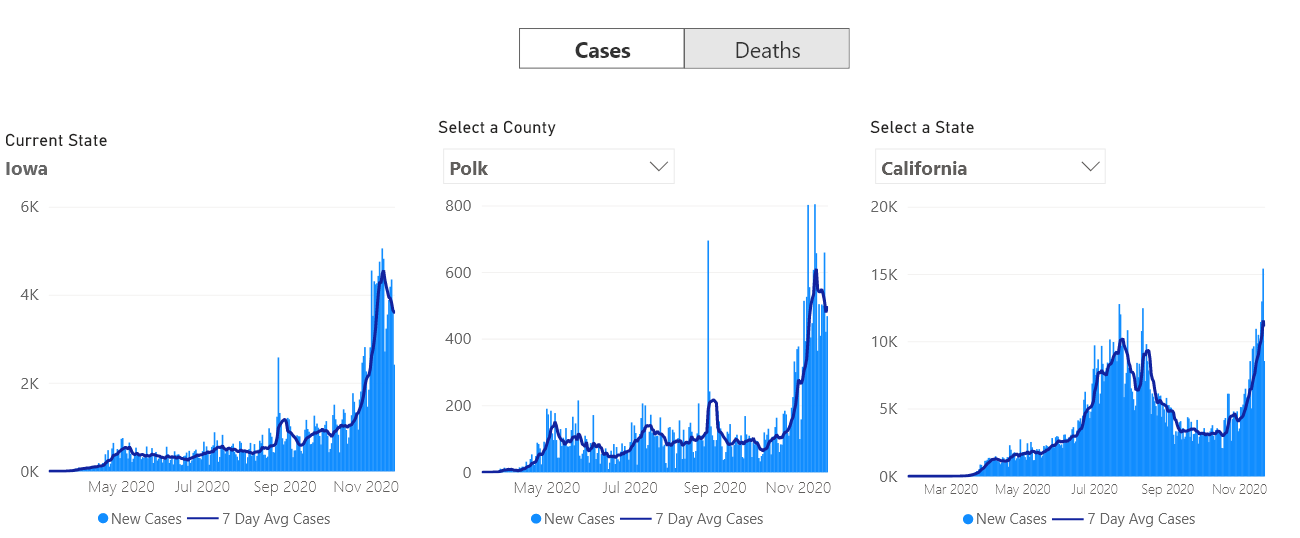 Cases Deaths
Current State
Iowa
6K
4K
2K
0K
May 2020 Jul 2020 Sep 2020 Nov 2020
New Cases 7 Day Avg Cases
Select a County
Polk
800
600
400
200
0
May 2020 Jul 2020 Sep 2020 Nov 2020
New Cases 7 Day Avg Cases
Select a State
California
20K
15K
10K
5K
0K
Mar 2020 May 2020 Jul 2020 Sep 2020 Nov 2020
New Cases 7 Day Avg Cases